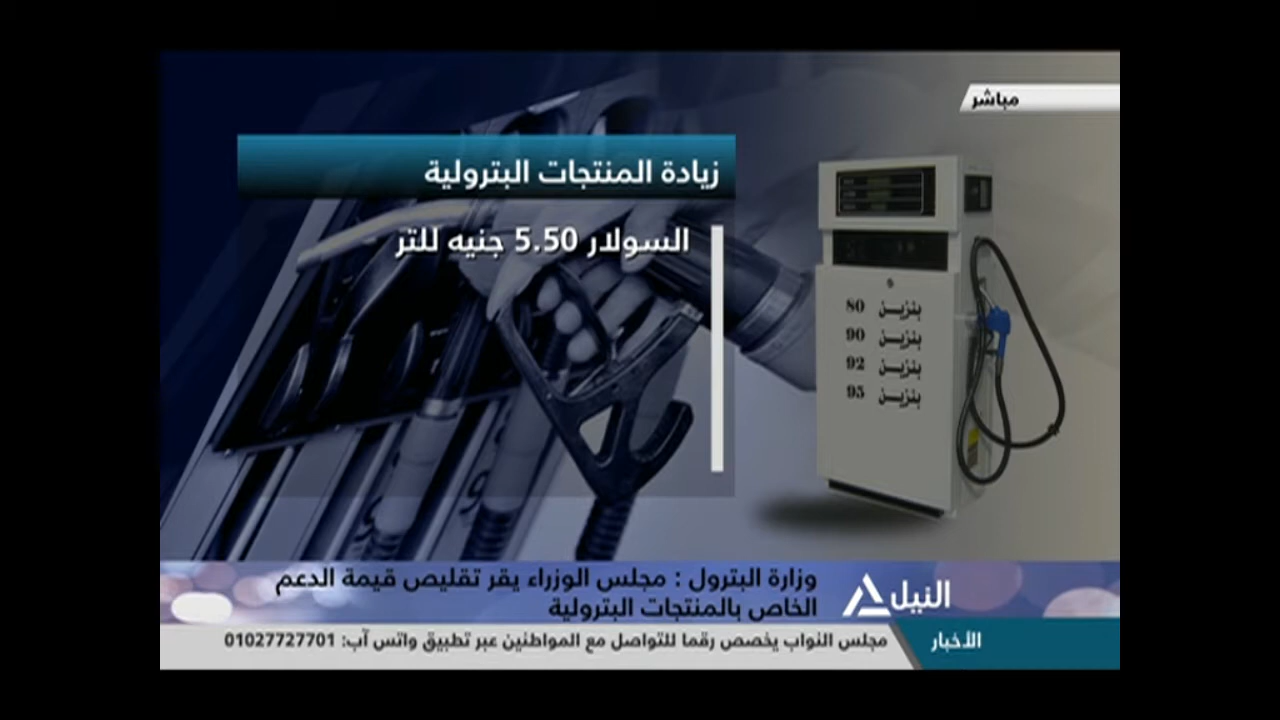 مباشر
زيادة المنتجات البترولية
السولار 5.50 جنيه للتر
بنزين 80
بنزين 90
بنزين 92
بنزين 95
النيل
وزارة البترول : مجلس الوزراء يقر تقليص قيمة الدعم
الخاص بالمنتجات البترولية
الأخبار
مجلس النواب يخصص رقما للتواصل مع المواطنين عبر تطبيق واتس آب: 01027727701